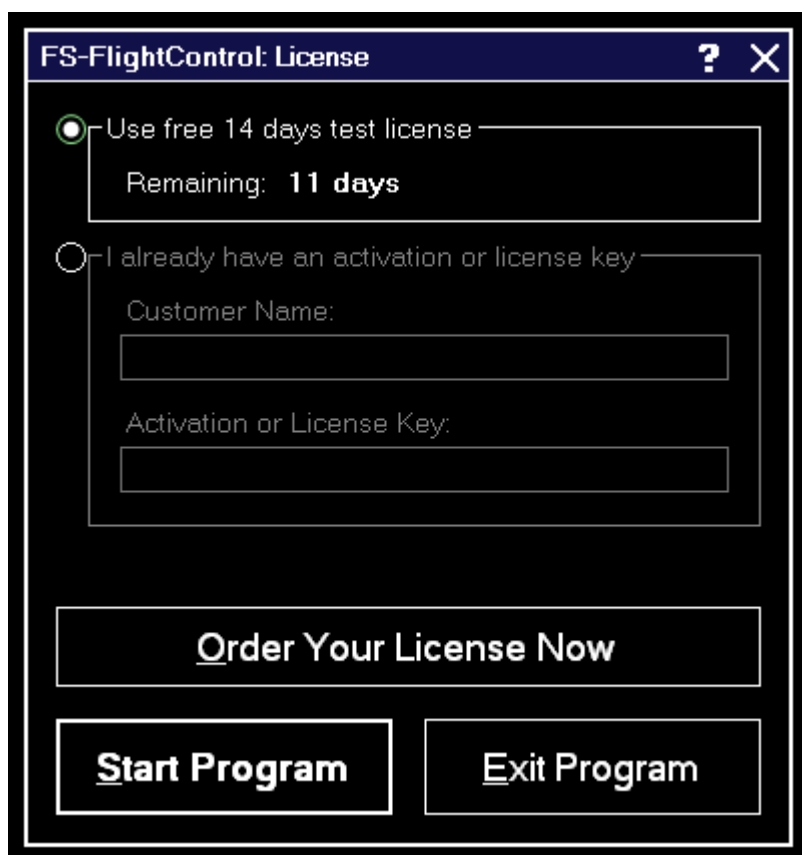 FS-FlightControl: License ? X
Use free 14 days test license
Remaining: 11 days
I already have an activation or license key
Customer Name:
Activation or License Key:
Order Your License Now
Start Program
Exit Program